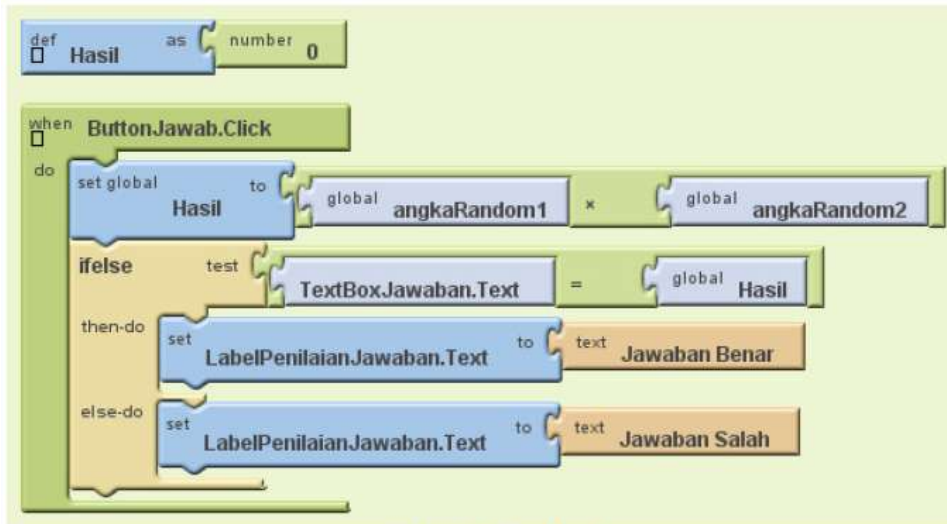 def Hasil as number 0
when ButtonJawab.Click
do set global Hasil to global angkaRandom1 × global angkaRandom2
ifelse test TextBoxJawaban.Text = global Hasil
then-do set LabelPenilaianJawaban.Text to text Jawaban Benar
else-do set LabelPenilaianJawaban.Text to text Jawaban Salah